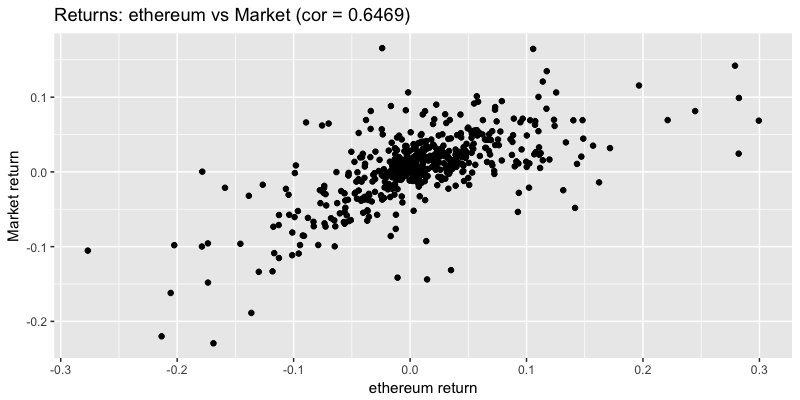 Returns: ethereum vs Market (cor = 0.6469)
Market return
0.1
0.0
-0.1
-0.2
-0.3 -0.2 -0.1 0.0 0.1 0.2 0.3
ethereum return